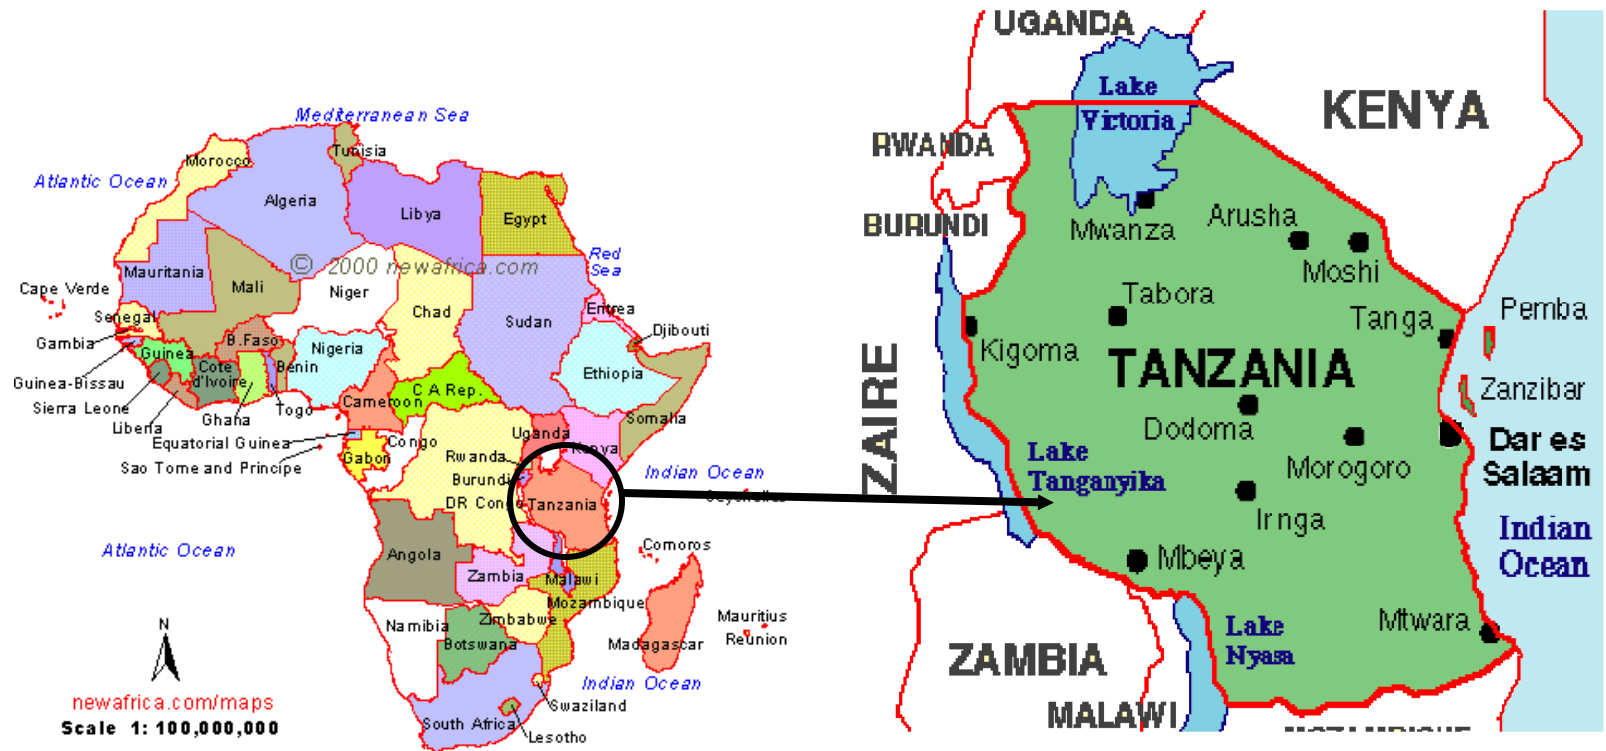 Mediterranean Sea
Tunisia
Morocco
Atlantic Ocean
Algeria
Libya
Egypt
Red
Sea
© 2000 newafrica.com
Mauritania
Mali
Niger
Chad
Sudan
Eritrea
Djibouti
Cape Verde
Senegal
Gambia
Guinea
B.Faso
Nigeria
Benin
Cote
d'Ivoire
Guinea-Bissau
Sierra Leone
Liberia
Ghana
Togo
Ethiopia
C A Rep.
Cameroon
Somalia
Equatorial Guinea
Sao Tome and Principe
Gabon
Congo
Uganda
Kenya
Rwanda
Burundi
DR Congo
Tanzania
Indian Ocean
Seychelles
Atlantic Ocean
Angola
Zambia
Malawi
Comoros
Mozambique
Zimbabwe
Namibia
Botswana
Madagascar
Mauritius
Reunion
Indian Ocean
Swaziland
South Africa
Lesotho
N
newafrica.com/maps
Scale 1: 100,000,000
UGANDA
Lake
Victoria
KENYA
RWANDA
BURUNDI
Mwanza
Arusha
Moshi
Tabora
Tanga
Pemba
Kigoma
TANZANIA
Zanzibar
ZAIRE
Dodoma
Dar es
Salaam
Morogoro
Lake
Tanganyika
Irnga
Indian
Ocean
Mbeya
Mtwara
Lake
Nyasa
ZAMBIA
MALAWI
MOZAMBIQUE